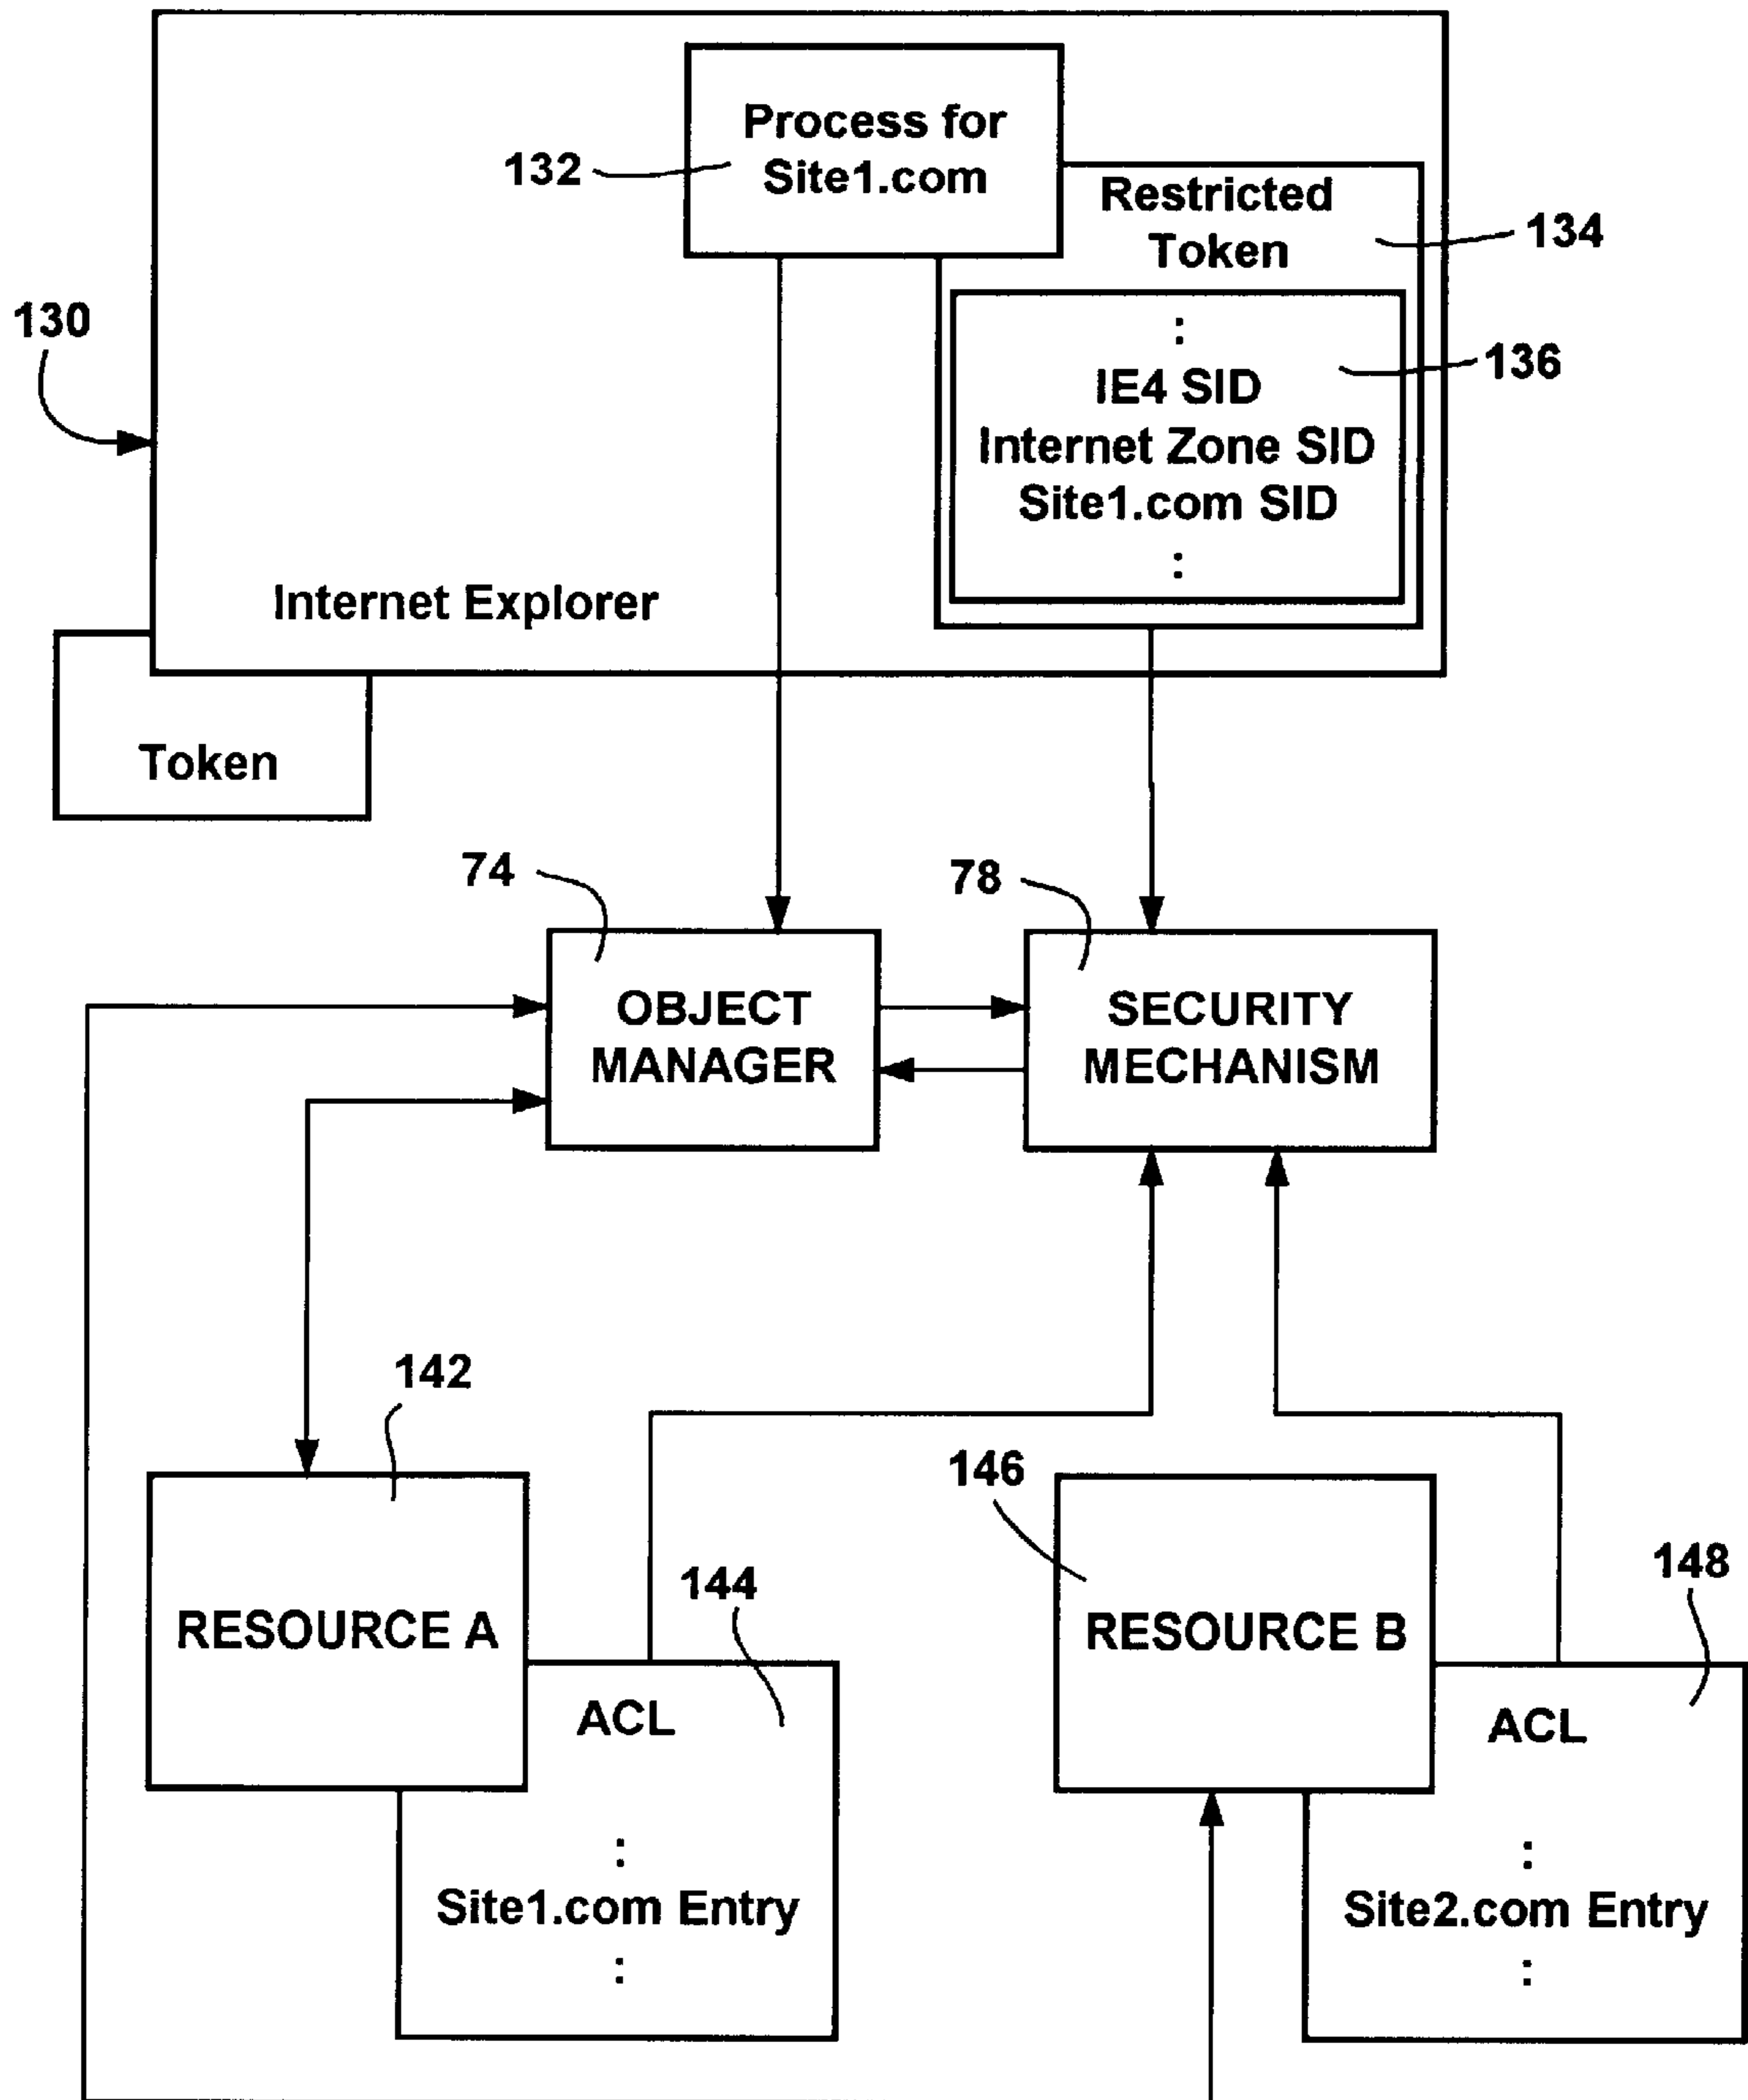 Process for
Site1.com
132
Restricted
Token
134
130
:
136
IE4 SID
Internet Zone SID
Site1.com SID
:
Internet Explorer
Token
74
78
OBJECT
MANAGER
SECURITY
MECHANISM
142
146
144
148
RESOURCE A
RESOURCE B
ACL
ACL
:
Site1.com Entry
:
:
Site2.com Entry
: